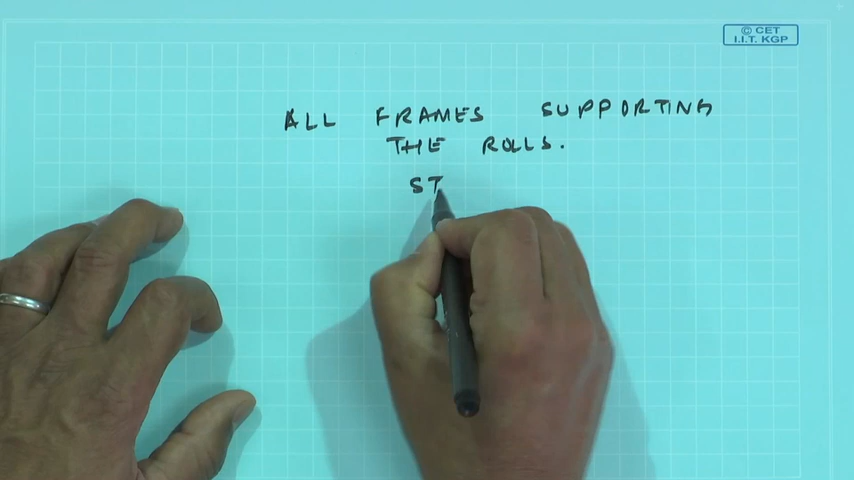 © CET
I.I.T. KGP
ALL FRAMES SUPPORTING
THE ROLLS.
ST